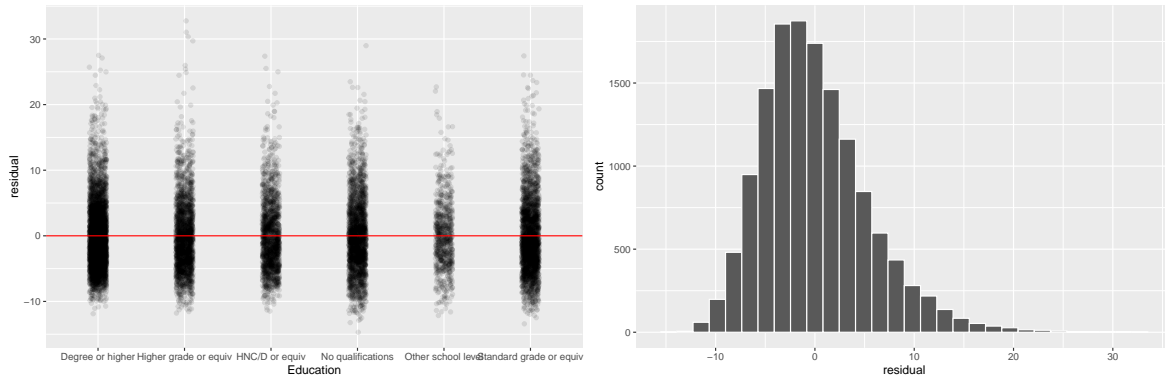 30
20
10
0
−10
residual
Degree or higher
Higher grade or equiv
HNC/D or equiv
No qualifications
Other school level
Standard grade or equiv
Education
1500
1000
500
0
count
−10
0
10
20
30
residual